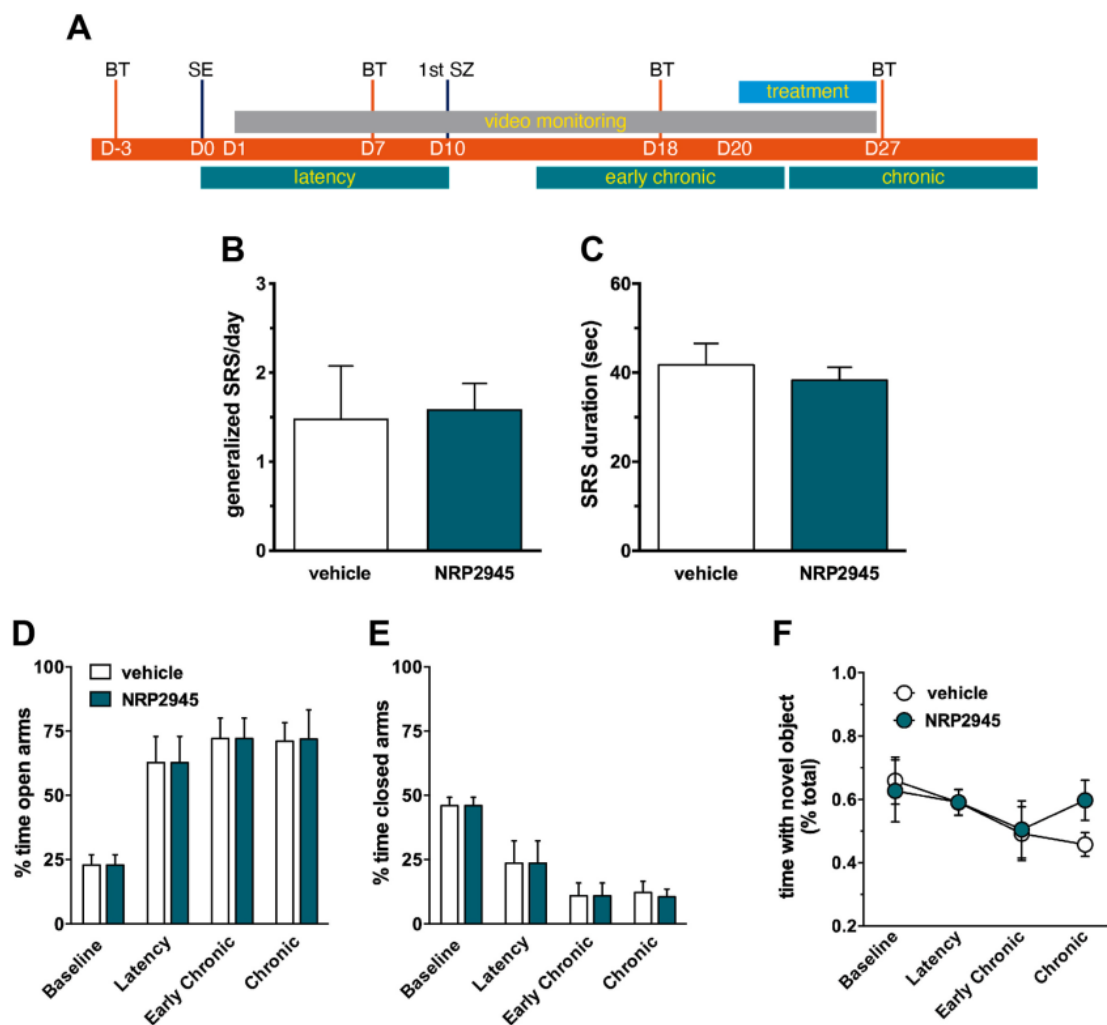 A
BT SE BT 1st SZ BT BT
treatment
video monitoring
D-3 D0 D1 D7 D10 D18 D20 D27
latency early chronic chronic
B
generalized SRS/day
3
2
1
0
vehicle NRP2945
C
SRS duration (sec)
60
40
20
0
vehicle NRP2945
D
% time open arms
100
75
50
25
0
vehicle
NRP2945
Baseline Latency Early Chronic Chronic
E
% time closed arms
100
75
50
25
0
Baseline Latency Early Chronic Chronic
F
time with novel object
(% total)
1.0
0.8
0.6
0.4
0.2
vehicle
NRP2945
Baseline Latency Early Chronic Chronic